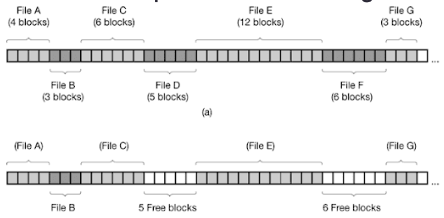 File A
(4 blocks)
File C
(6 blocks)
File E
(12 blocks)
File G
(3 blocks)
...
File B
(3 blocks)
File D
(5 blocks)
File F
(6 blocks)
(a)
(File A)
(File C)
(File E)
(File G)
...
File B
5 Free blocks
6 Free blocks